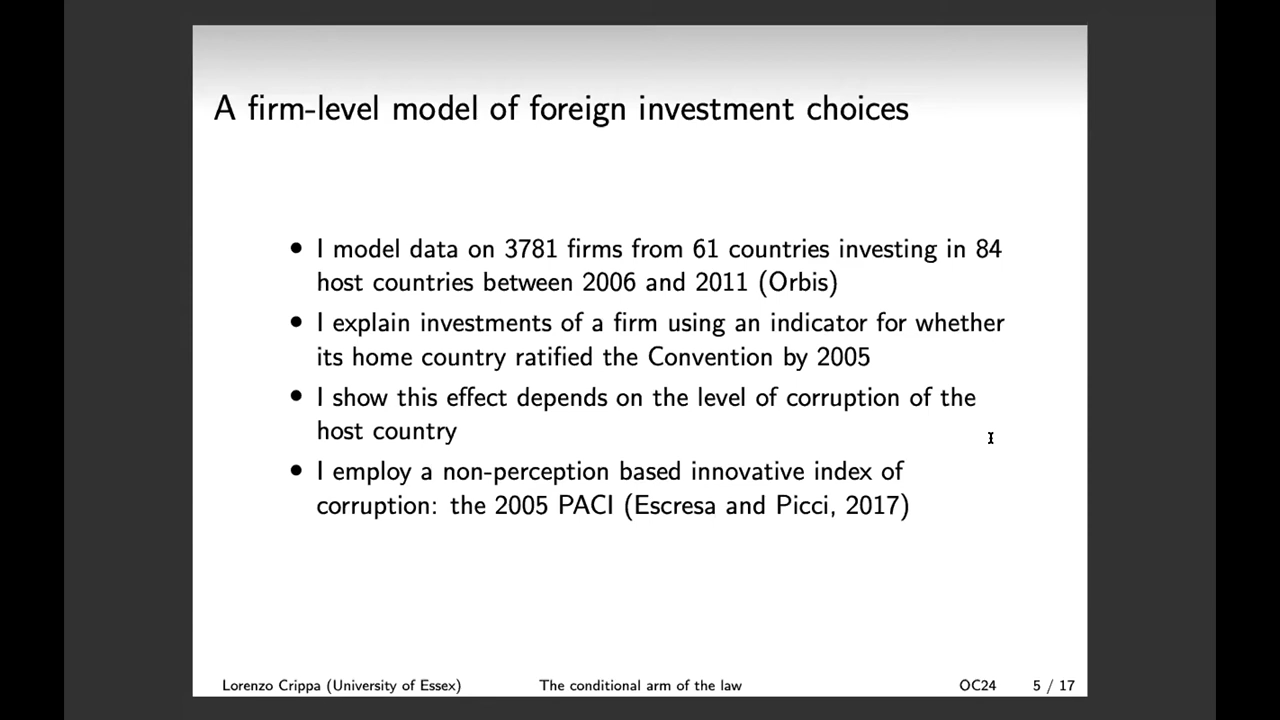 A firm-level model of foreign investment choices
• I model data on 3781 firms from 61 countries investing in 84
host countries between 2006 and 2011 (Orbis)
• I explain investments of a firm using an indicator for whether
its home country ratified the Convention by 2005
• I show this effect depends on the level of corruption of the
host country
• I employ a non-perception based innovative index of
corruption: the 2005 PACI (Escresa and Picci, 2017)
Lorenzo Crippa (University of Essex) The conditional arm of the law OC24 5 / 17